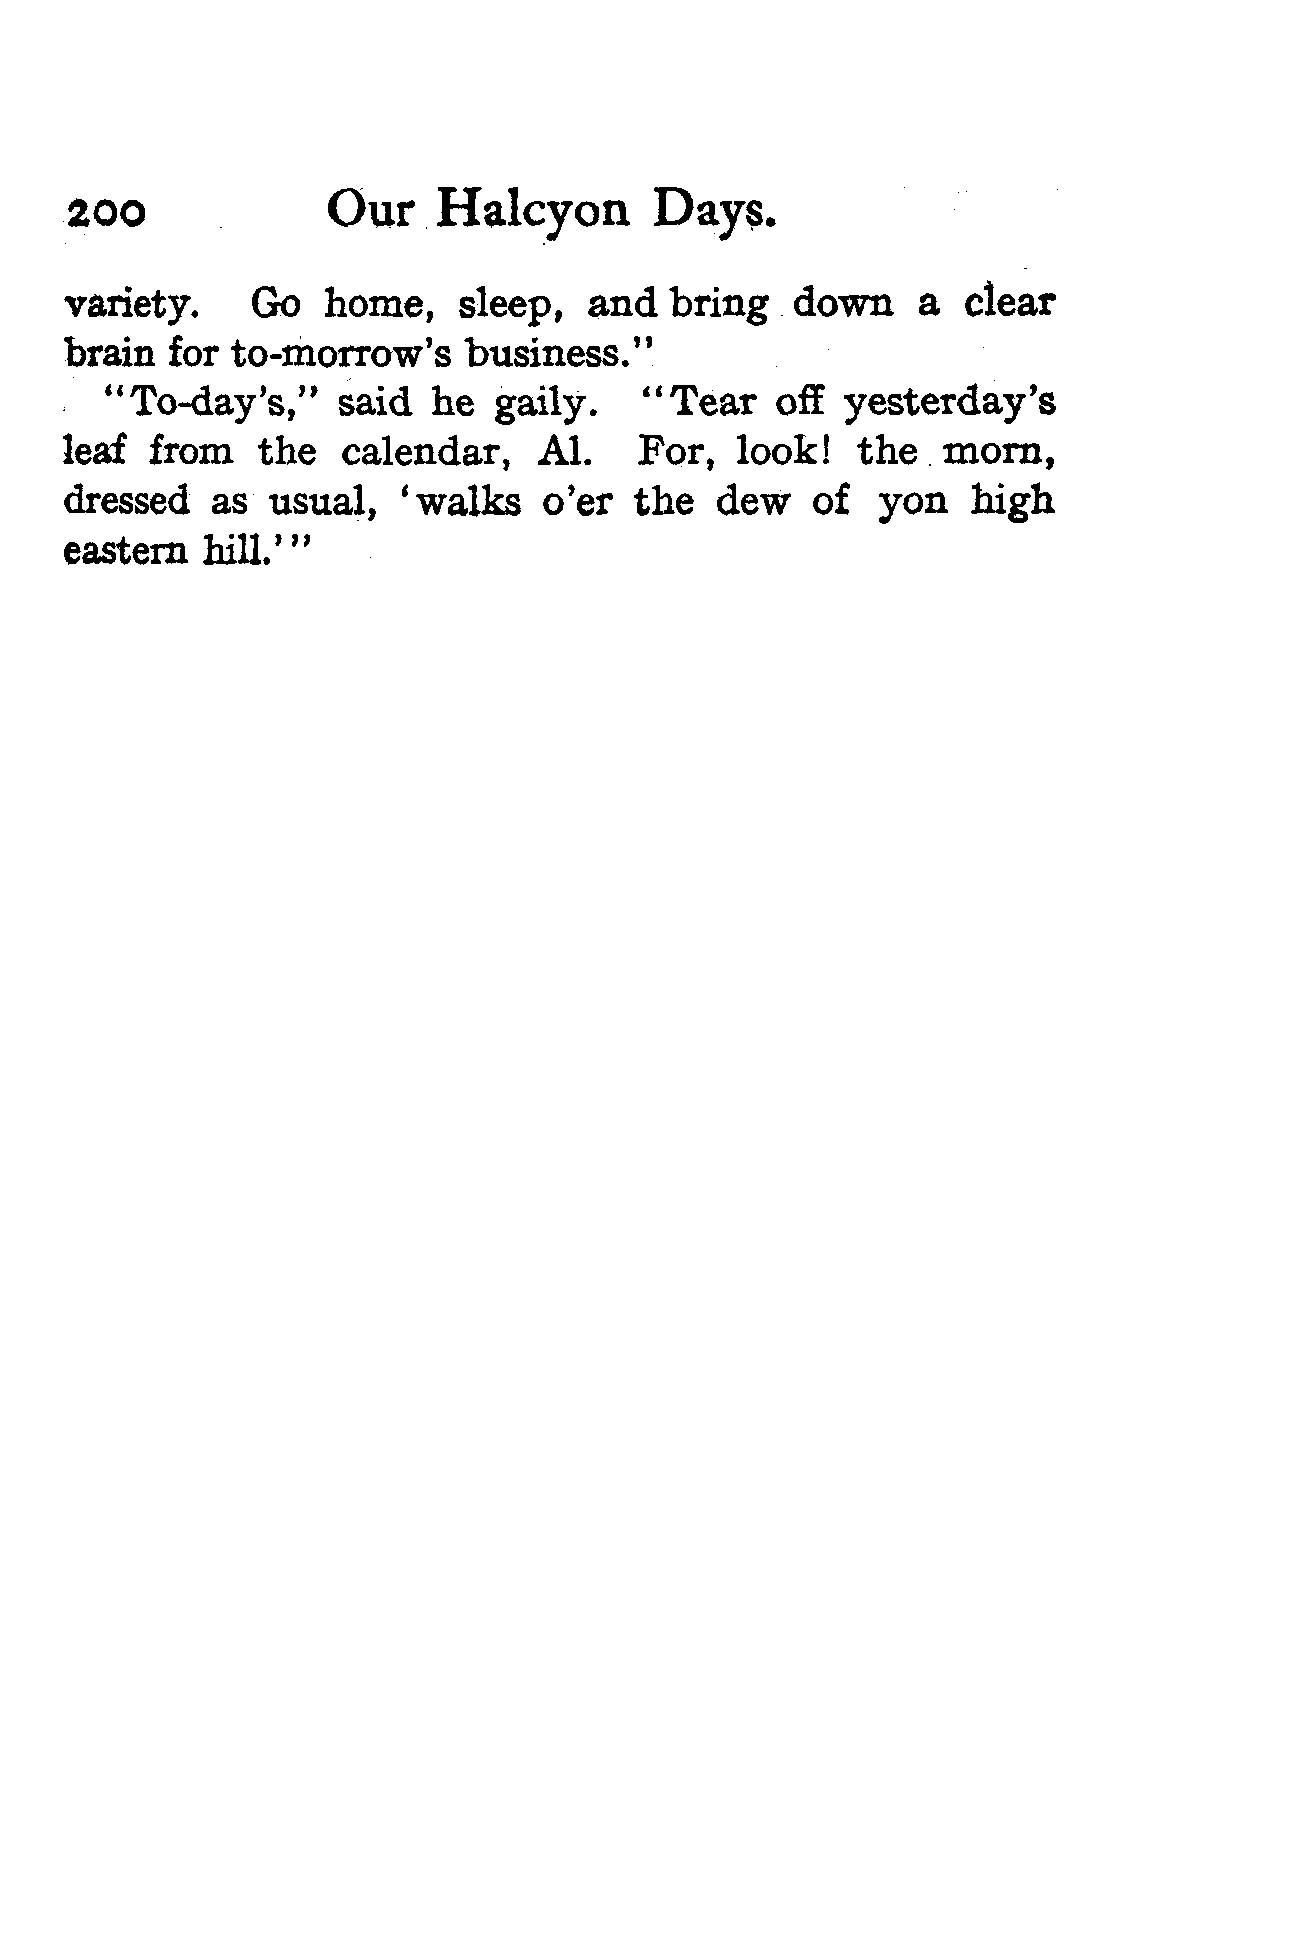 200 Our Halcyon Days.
variety. Go home, sleep, and bring down a clear
brain for to-morrow's business."
"To-day's," said he gaily. "Tear off yesterday's
leaf from the calendar, Al. For, look! the morn,
dressed as usual, 'walks o'er the dew of yon high
eastern hill.'"